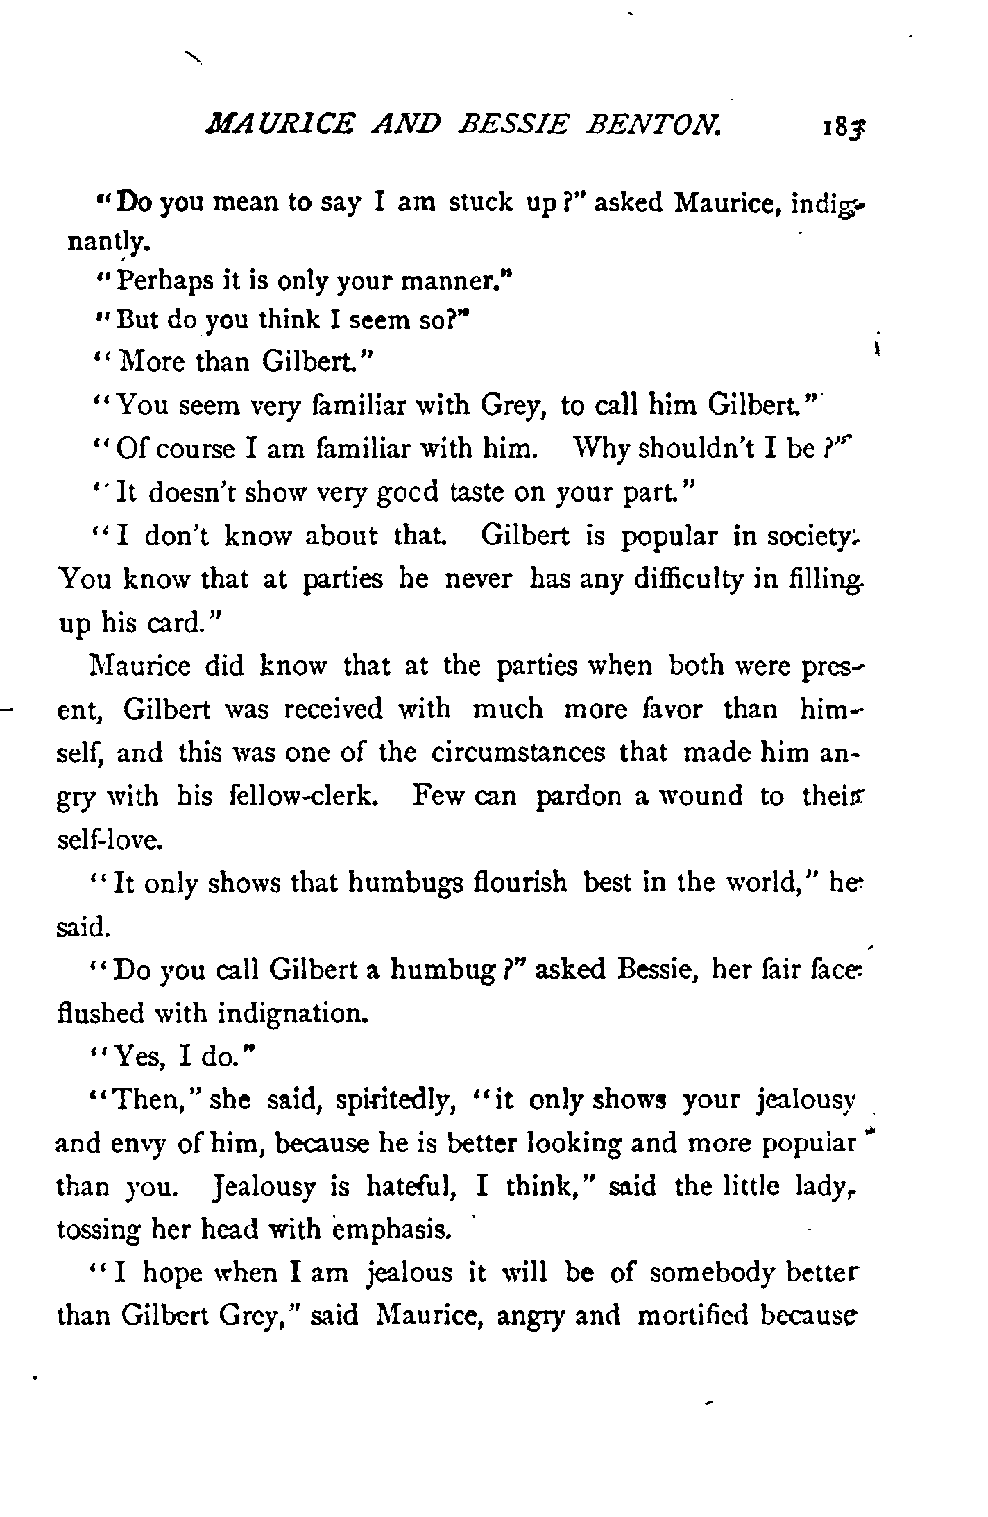 MAURICE AND BESSIE BENTON. 183
"Do you mean to say I am stuck up?" asked Maurice, indig-
nantly.
"Perhaps it is only your manner."
"But do you think I seem so?"
"More than Gilbert."
"You seem very familiar with Grey, to call him Gilbert."
"Of course I am familiar with him. Why shouldn't I be?"
"It doesn't show very good taste on your part."
"I don't know about that. Gilbert is popular in society.
You know that at parties he never has any difficulty in filling
up his card."
Maurice did know that at the parties when both were pres-
ent, Gilbert was received with much more favor than him-
self, and this was one of the circumstances that made him an-
gry with his fellow-clerk. Few can pardon a wound to their
self-love.
"It only shows that humbugs flourish best in the world," he
said.
"Do you call Gilbert a humbug?" asked Bessie, her fair face
flushed with indignation.
"Yes, I do."
"Then," she said, spiritedly, "it only shows your jealousy
and envy of him, because he is better looking and more popular
than you. Jealousy is hateful, I think," said the little lady,
tossing her head with emphasis.
"I hope when I am jealous it will be of somebody better
than Gilbert Grey," said Maurice, angry and mortified because